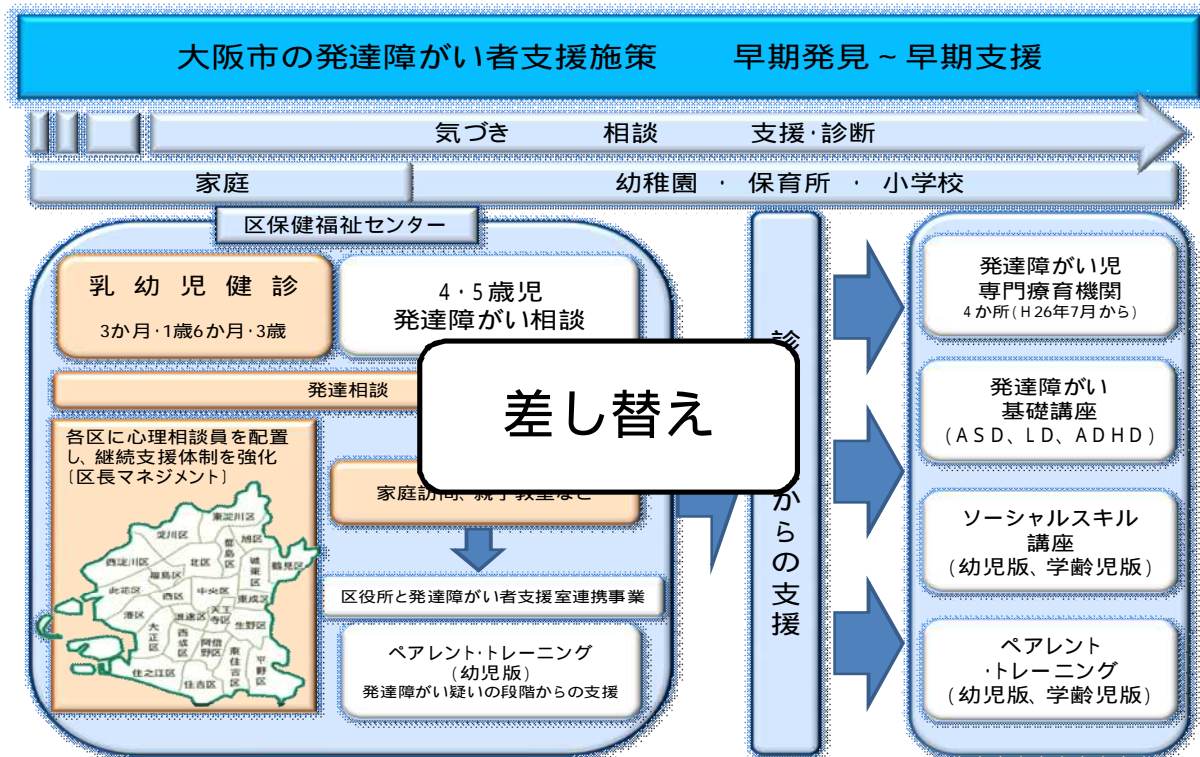 大阪市の発達障がい者支援施策　早期発見～早期支援
気づき　相談　支援・診断
家庭
幼稚園 ・ 保育所 ・ 小学校
区保健福祉センター
乳幼児健診
3か月・1歳6か月・3歳
4・5歳児
発達障がい相談
発達相談
各区に心理相談員を配置
し、継続支援体制を強化
〔区長マネジメント〕
東淀川区
淀川区
旭区
都島区
西淀川区
北区
城東区
鶴見区
福島区
此花区
西区
中央区
東成区
港区
浪速区
天王寺区
生野区
大正区
西成区
阿倍野区
東住吉区
平野区
住之江区
住吉区
家庭訪問、親子教室など
区役所と発達障がい者支援室連携事業
ペアレント・トレーニング
(幼児版)
発達障がい疑いの段階からの支援
差し替え
診
からの支援
発達障がい児
専門療育機関
4か所(H26年7月から)
発達障がい
基礎講座
(ASD、LD、ADHD)
ソーシャルスキル
講座
(幼児版、学齢児版)
ペアレント
・トレーニング
(幼児版、学齢児版)